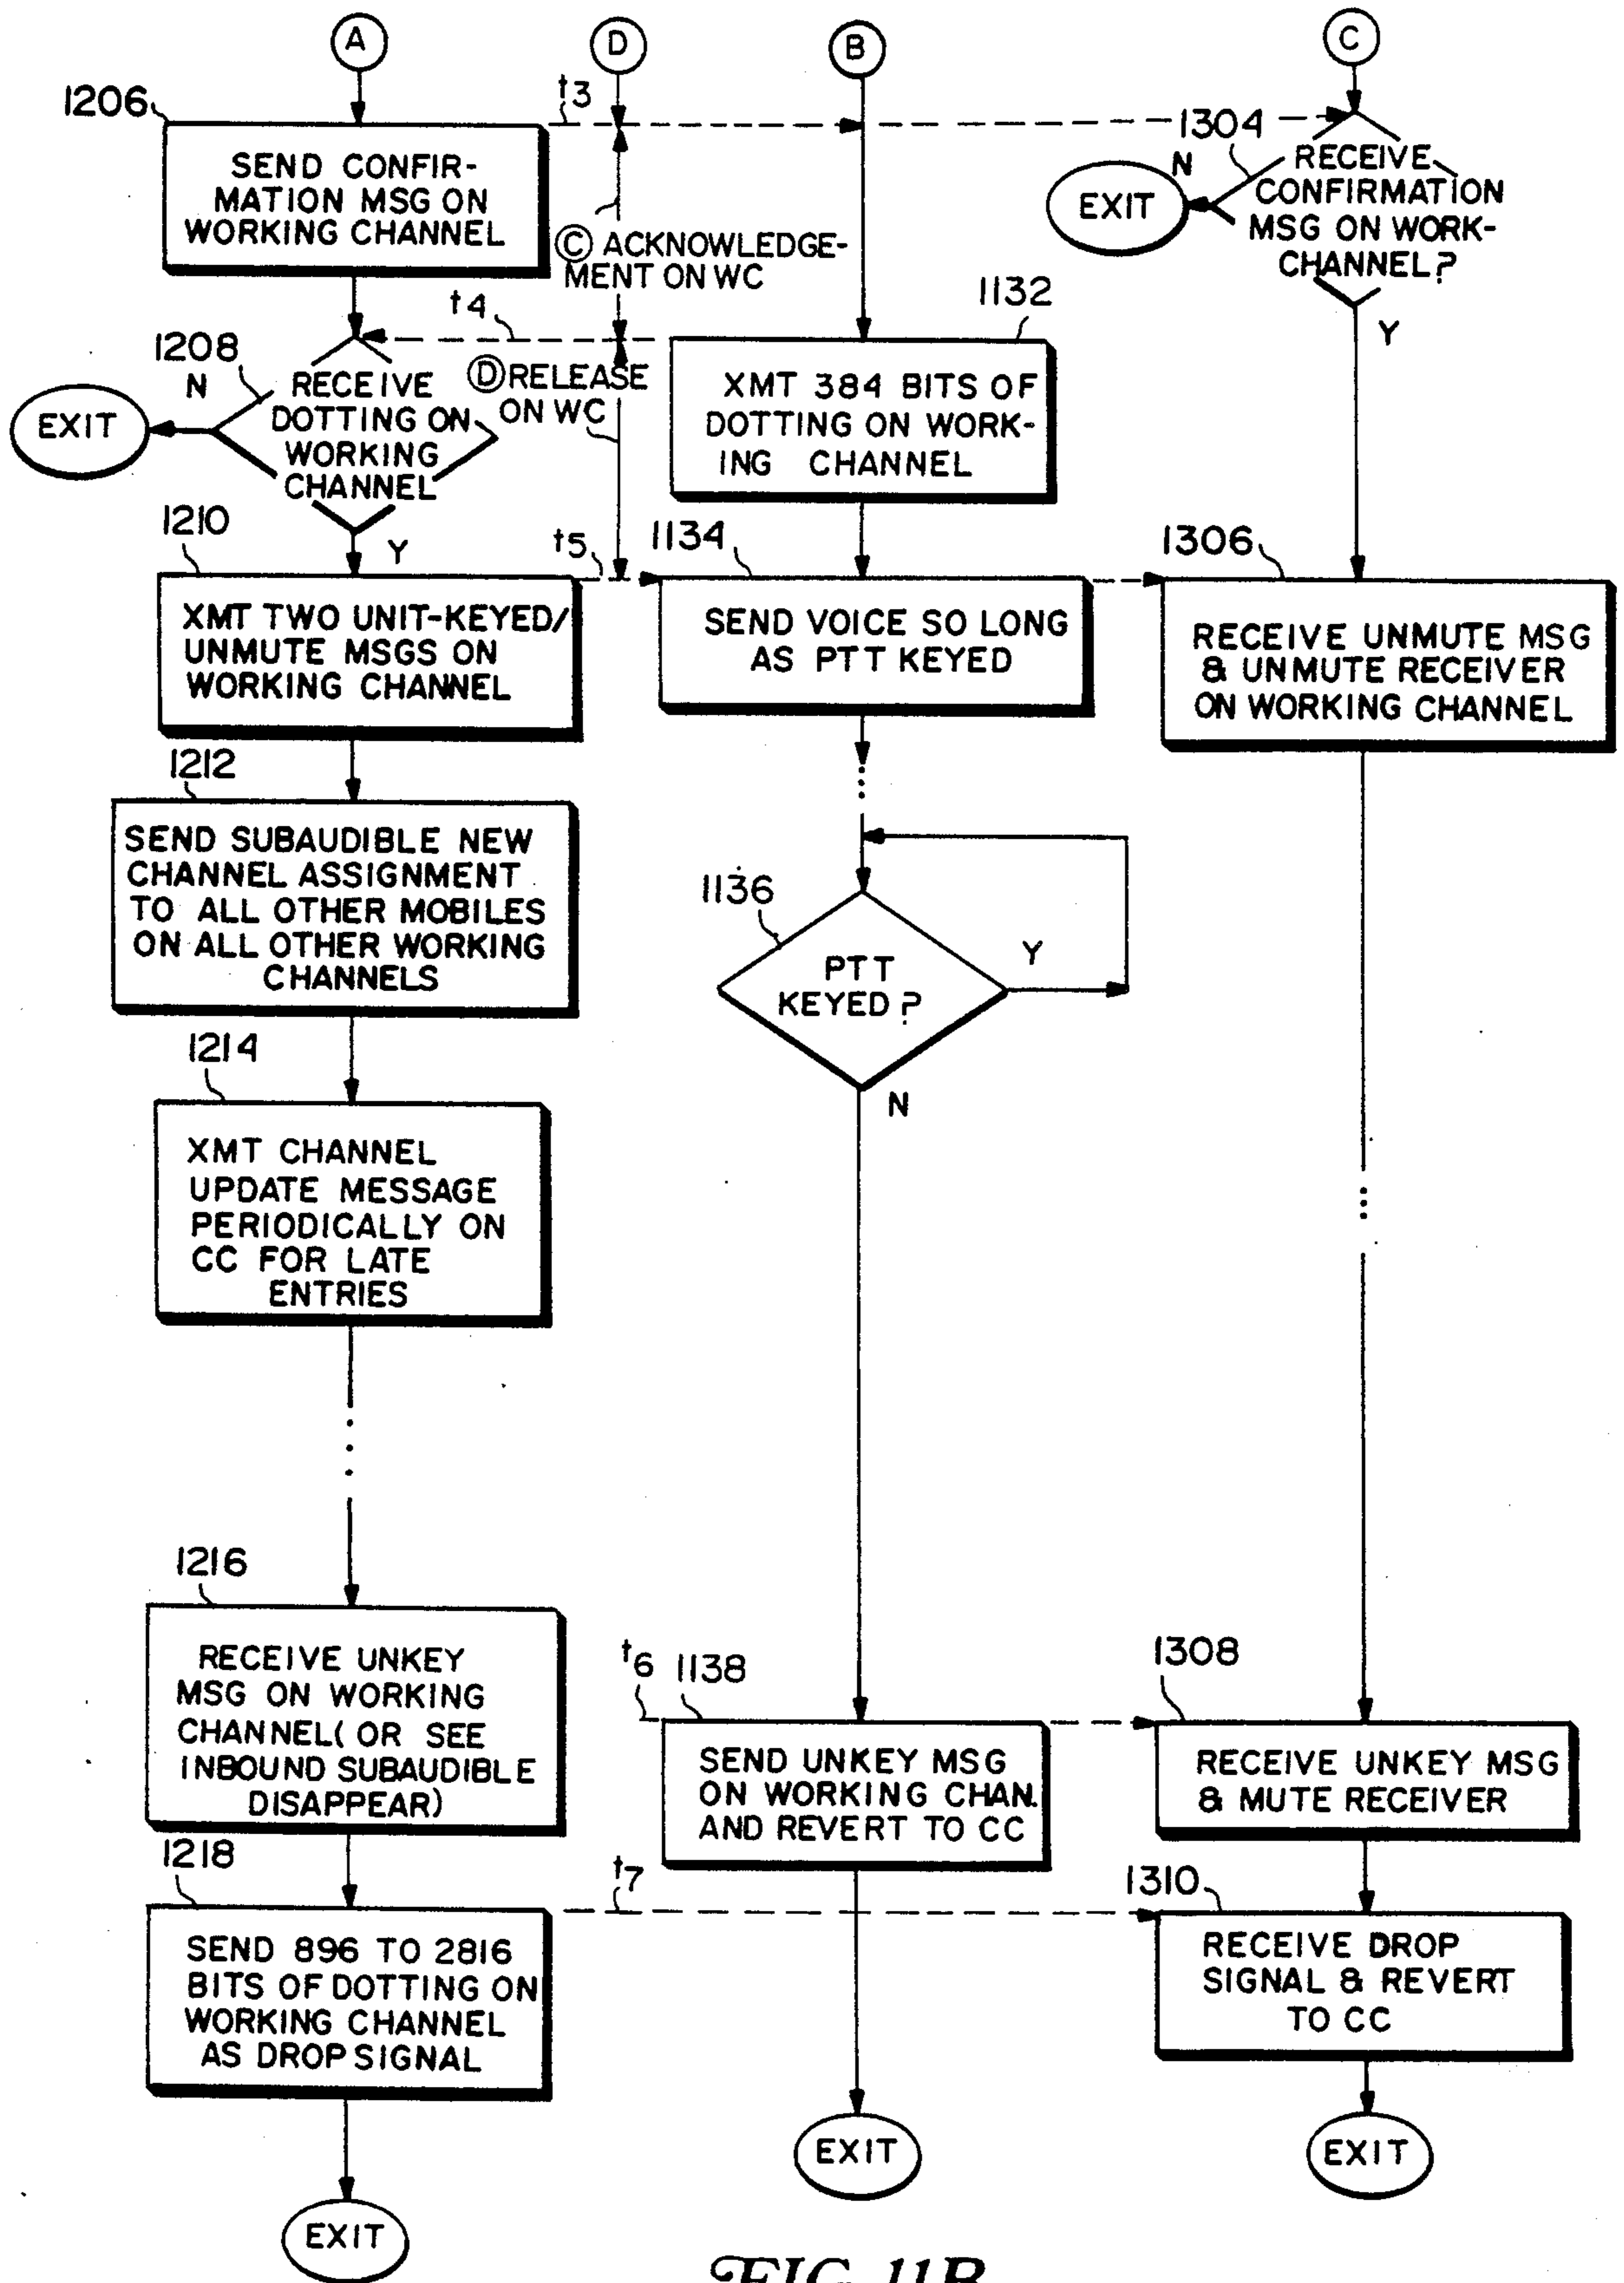 A
D
B
C
1206
t3
SEND CONFIR-
MATION MSG ON
WORKING CHANNEL
1304
N
EXIT
RECEIVE
CONFIRMATION
MSG ON WORK-
CHANNEL?
Y
Ⓒ ACKNOWLEDGE-
MENT ON WC
t4
1208
N
EXIT
RECEIVE
DOTTING ON
WORKING
CHANNEL
Y
Ⓓ RELEASE
ON WC
1132
XMT 384 BITS OF
DOTTING ON WORK-
ING CHANNEL
1210
t5
XMT TWO UNIT-KEYED/
UNMUTE MSGS ON
WORKING CHANNEL
1134
SEND VOICE SO LONG
AS PTT KEYED
1306
RECEIVE UNMUTE MSG
& UNMUTE RECEIVER
ON WORKING CHANNEL
1212
SEND SUBAUDIBLE NEW
CHANNEL ASSIGNMENT
TO ALL OTHER MOBILES
ON ALL OTHER WORKING
CHANNELS
1136
PTT
KEYED?
Y
N
1214
XMT CHANNEL
UPDATE MESSAGE
PERIODICALLY ON
CC FOR LATE
ENTRIES
1216
RECEIVE UNKEY
MSG ON WORKING
CHANNEL(OR SEE
INBOUND SUBAUDIBLE
DISAPPEAR)
t6
1138
SEND UNKEY MSG
ON WORKING CHAN.
AND REVERT TO CC
1308
RECEIVE UNKEY MSG
& MUTE RECEIVER
1218
t7
SEND 896 TO 2816
BITS OF DOTTING ON
WORKING CHANNEL
AS DROP SIGNAL
1310
RECEIVE DROP
SIGNAL & REVERT
TO CC
EXIT
EXIT
EXIT
FIG. 11B